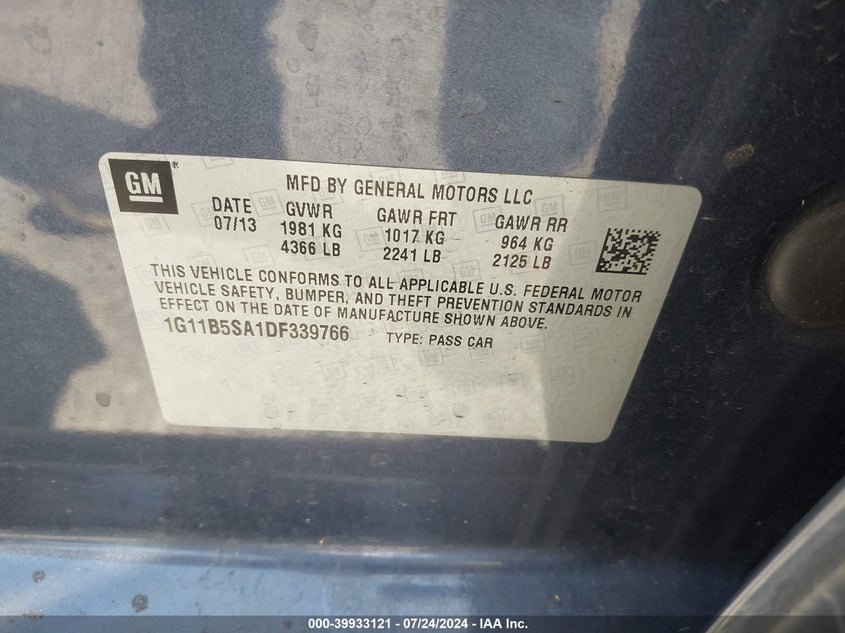 GM
MFD BY GENERAL MOTORS LLC
DATE GVWR GAWR FRT GAWR RR
07/13 1981 KG 1017 KG 964 KG
4366 LB 2241 LB 2125 LB
THIS VEHICLE CONFORMS TO ALL APPLICABLE U.S. FEDERAL MOTOR
VEHICLE SAFETY, BUMPER, AND THEFT PREVENTION STANDARDS IN
EFFECT ON THE DATE OF MANUFACTURE SHOWN ABOVE.
1G11B5SA1DF339766 TYPE: PASS CAR
000-39933121 - 07/24/2024 - IAA Inc.